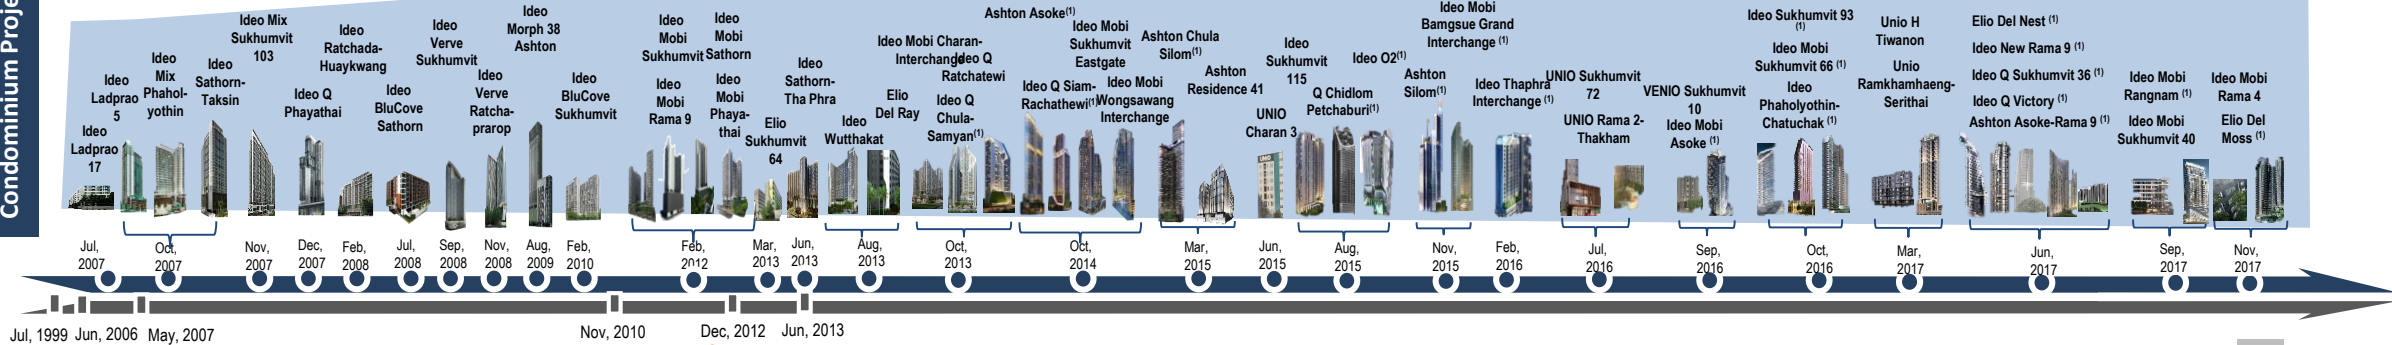 Condominium Proje
Ideo
Ladprao
17
Ideo
Ladprao
5
Ideo
Mix
Phahol-
yothin
Ideo
Sathorn-
Taksin
Ideo Mix
Sukhumvit
103
Ideo Q
Phayathai
Ideo
Ratchada-
Huaykwang
Ideo
BluCove
Sathorn
Ideo
Verve
Sukhumvit
Ideo
Verve
Ratcha-
prarop
Ideo
Morph 38
Ashton
Ideo
BluCove
Sukhumvit
Ideo
Mobi
Sukhumvit
Ideo
Mobi
Rama 9
Ideo
Mobi
Sathorn
Ideo
Mobi
Phaya-
thai
Elio
Sukhumvit
64
Ideo
Sathorn-
Tha Phra
Ideo
Wutthakat
Elio
Del Ray
Ideo Mobi Charan-
Interchange
Ideo Q
Ratchatewi
Ideo Q
Chula-
Samyan(1)
Ashton Asoke(1)
Ideo Q Siam-
Rachathewi(1)
Ideo Mobi
Sukhumvit
Eastgate
Ideo Mobi
Wongsawang
Interchange
Ashton Chula
Silom(1)
Ashton
Residence 41
UNIO
Charan 3
Ideo
Sukhumvit
115
Q Chidlom
Petchaburi(1)
Ideo O2(1)
Ideo Mobi
Bamgsue Grand
Interchange (1)
Ashton
Silom(1)
Ideo Thaphra
Interchange (1)
UNIO Sukhumvit
72
UNIO Rama 2-
Thakham
VENIO Sukhumvit
10
Ideo Mobi
Asoke (1)
Ideo Sukhumvit 93
(1)
Ideo Mobi
Sukhumvit 66 (1)
Ideo
Phaholyothin-
Chatuchak (1)
Unio H
Tiwanon
Unio
Ramkhamhaeng-
Serithai
Elio Del Nest (1)
Ideo New Rama 9 (1)
Ideo Q Sukhumvit 36 (1)
Ideo Q Victory (1)
Ashton Asoke-Rama 9 (1)
Ideo Mobi
Rangnam (1)
Ideo Mobi
Sukhumvit 40
Ideo Mobi
Rama 4
Elio Del
Moss (1)
UNIO
Jul,
2007
Oct,
2007
Nov,
2007
Dec,
2007
Feb,
2008
Jul,
2008
Sep,
2008
Nov,
2008
Aug,
2009
Feb,
2010
Feb,
2012
Mar,
2013
Jun,
2013
Aug,
2013
Oct,
2013
Oct,
2014
Mar,
2015
Jun,
2015
Aug,
2015
Nov,
2015
Feb,
2016
Jul,
2016
Sep,
2016
Oct,
2016
Mar,
2017
Jun,
2017
Sep,
2017
Nov,
2017
Jul, 1999
Jun, 2006
May, 2007
Nov, 2010
Dec, 2012
Jun, 2013